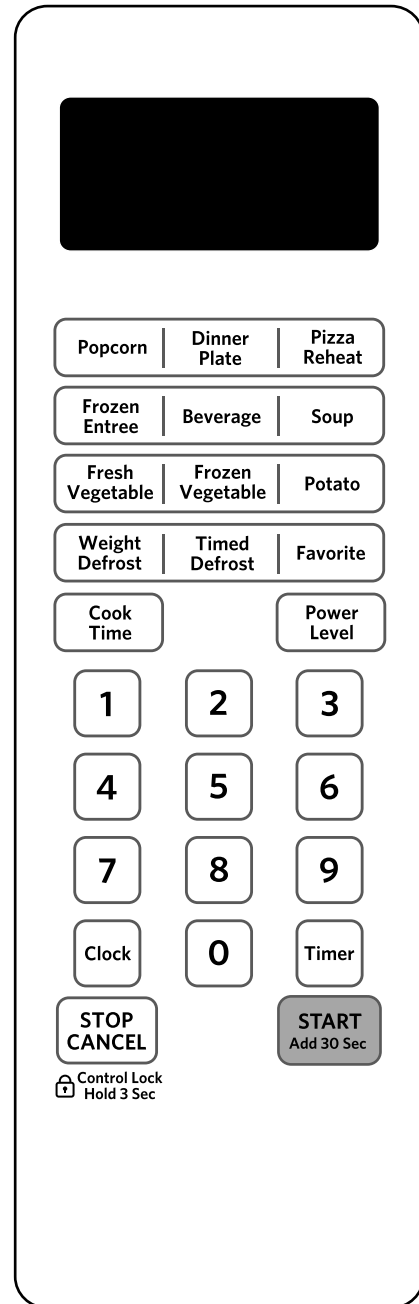 Popcorn
Dinner
Plate
Pizza
Reheat
Frozen
Entree
Beverage
Soup
Fresh
Vegetable
Frozen
Vegetable
Potato
Weight
Defrost
Timed
Defrost
Favorite
Cook
Time
Power
Level
1 2 3
4 5 6
7 8 9
Clock 0 Timer
STOP
CANCEL
START
Add 30 Sec
Control Lock
Hold 3 Sec